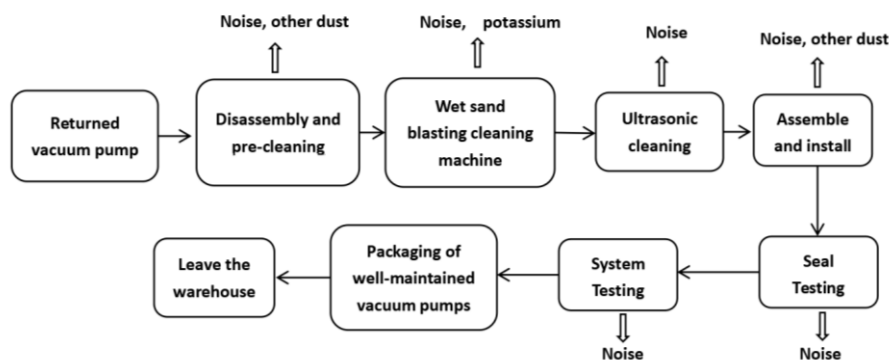 Noise, other dust
Noise, potassium
Noise
Noise, other dust
Returned
vacuum pump
Disassembly and
pre-cleaning
Wet sand
blasting cleaning
machine
Ultrasonic
cleaning
Assemble
and install
Leave the
warehouse
Packaging of
well-maintained
vacuum pumps
System
Testing
Seal
Testing
Noise
Noise